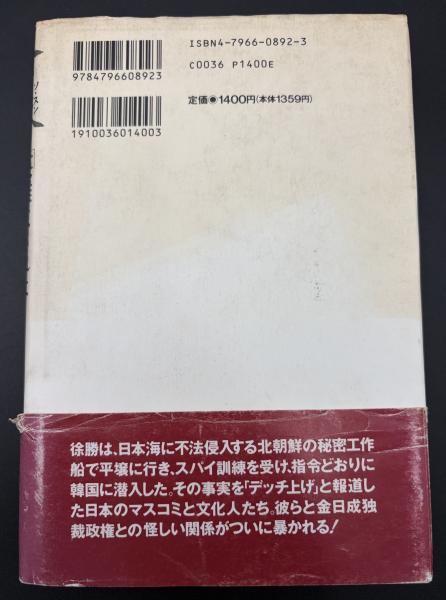 ISBN4-7966-0892-3
C0036 P1400E
9784796608923
定価●1400円(本体1359円)
1910036014003
徐勝は、日本海に不法侵入する北朝鮮の秘密工作
船で平壌に行き、スパイ訓練を受け、指令どおりに
韓国に潜入した。その事実を「デッチ上げ」と報道し
た日本のマスコミと文化人たち。彼らと金日成独
裁政権との怪しい関係がついに暴かれる!